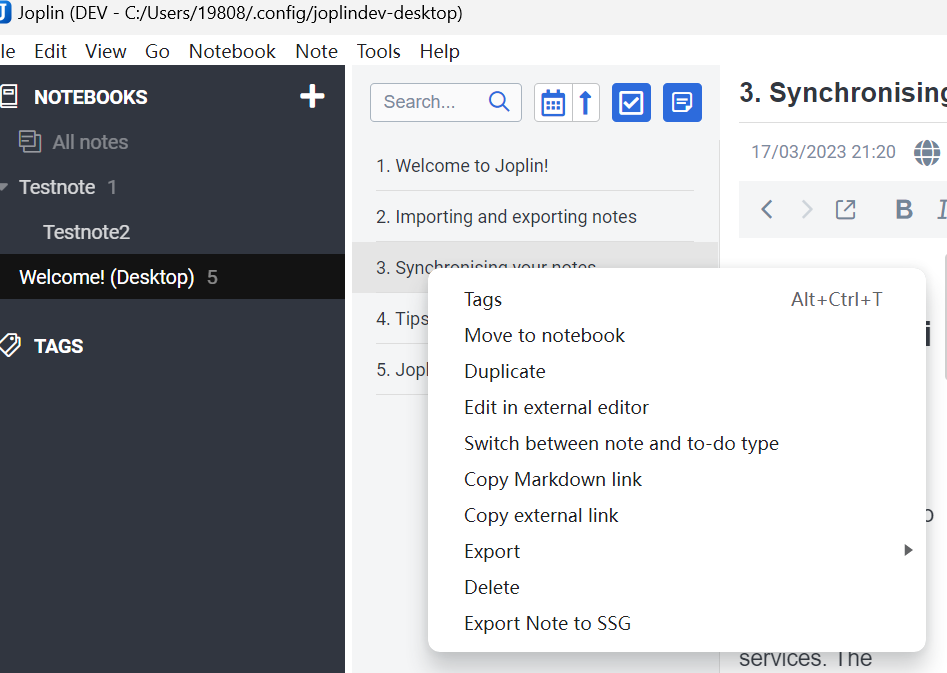 Joplin (DEV - C:/Users/19808/.config/joplindev-desktop)
le Edit View Go Notebook Note Tools Help
NOTEBOOKS
All notes
Testnote 1
Testnote2
Welcome! (Desktop) 5
TAGS
Search...
1. Welcome to Joplin!
2. Importing and exporting notes
3. Synchronising your notes
4. Tips
5. Jopl
3. Synchronising
17/03/2023 21:20
B I
Tags Alt+Ctrl+T
Move to notebook
Duplicate
Edit in external editor
Switch between note and to-do type
Copy Markdown link
Copy external link
Export
Delete
Export Note to SSG
services. The